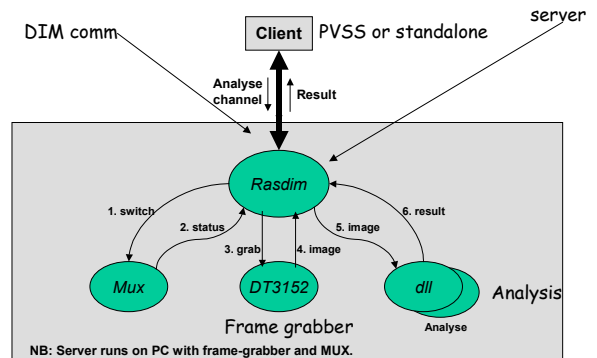 server
DIM comm
Client
PVSS or standalone
Analyse
channel
Result
Rasdim
1. switch
2. status
3. grab
4. image
5. image
6. result
Mux
DT3152
dll
Analysis
Analyse
Frame grabber
NB: Server runs on PC with frame-grabber and MUX.